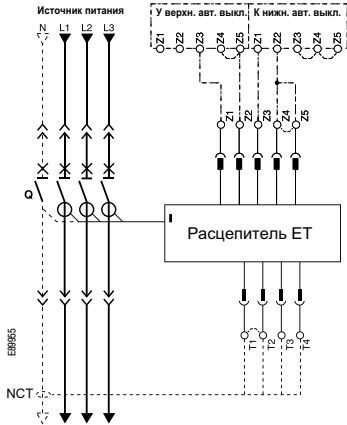 Источник питания
У верхн. авт. выкл. К нижн. авт. выкл.
N L1 L2 L3
Z1 Z2 Z3 Z4 Z5 Z1 Z2 Z3 Z4 Z5
Z1 Z2 Z3 Z4 Z5
Q
Расцепитель ET
T1 T2 T3 T4
E89955
NCT